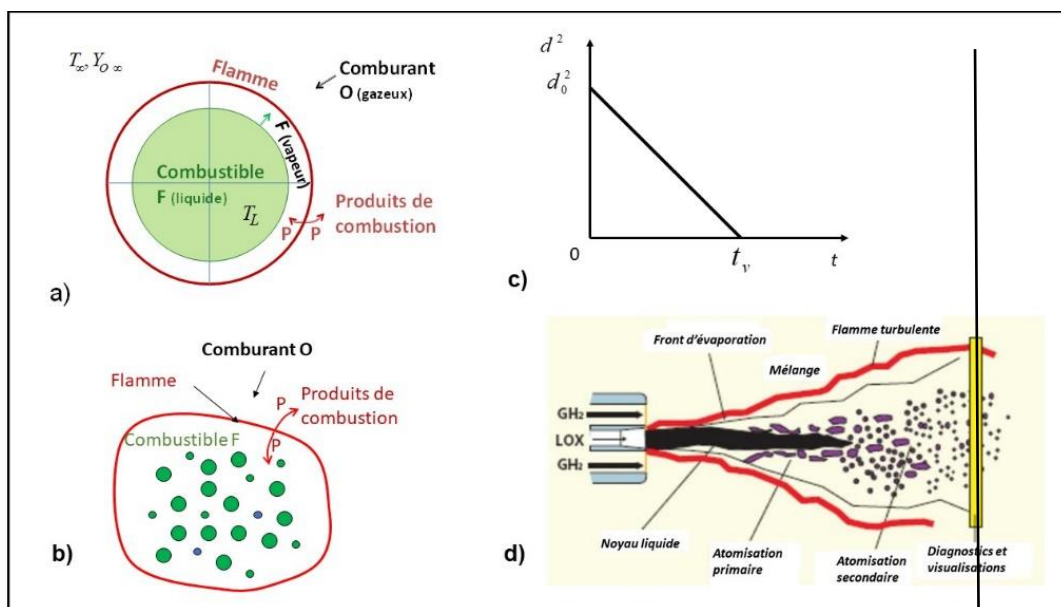 T∞, YO ∞
Flamme
Comburant
O (gazeux)
F (vapeur)
Combustible
F (liquide)
TL
Produits de
combustion
P P
a)
d²
d₀²
0
tv
t
c)
Comburant O
Flamme
Produits de
combustion
P
P
Combustible F
b)
Front d'évaporation
Flamme turbulente
Mélange
GH₂
LOX
GH₂
Noyau liquide
Atomisation
primaire
Atomisation
secondaire
Diagnostics et
visualisations
d)